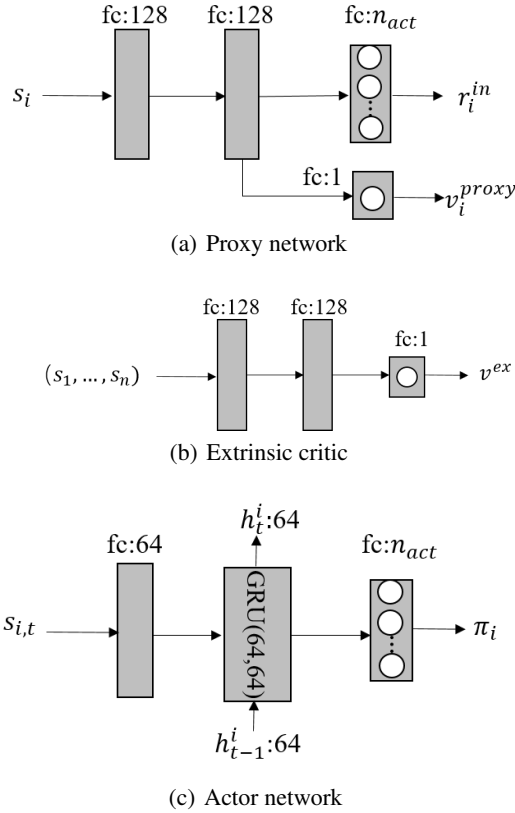 fc:128 fc:128 fc:n_act
s_i r_i^{in}
fc:1
v_i^{proxy}
(a) Proxy network
fc:128 fc:128
fc:1
(s_1, ..., s_n) v^{ex}
(b) Extrinsic critic
h_t^i:64
fc:64 fc:n_act
s_{i,t} GRU(64,64) π_i
h_{t-1}^i:64
(c) Actor network